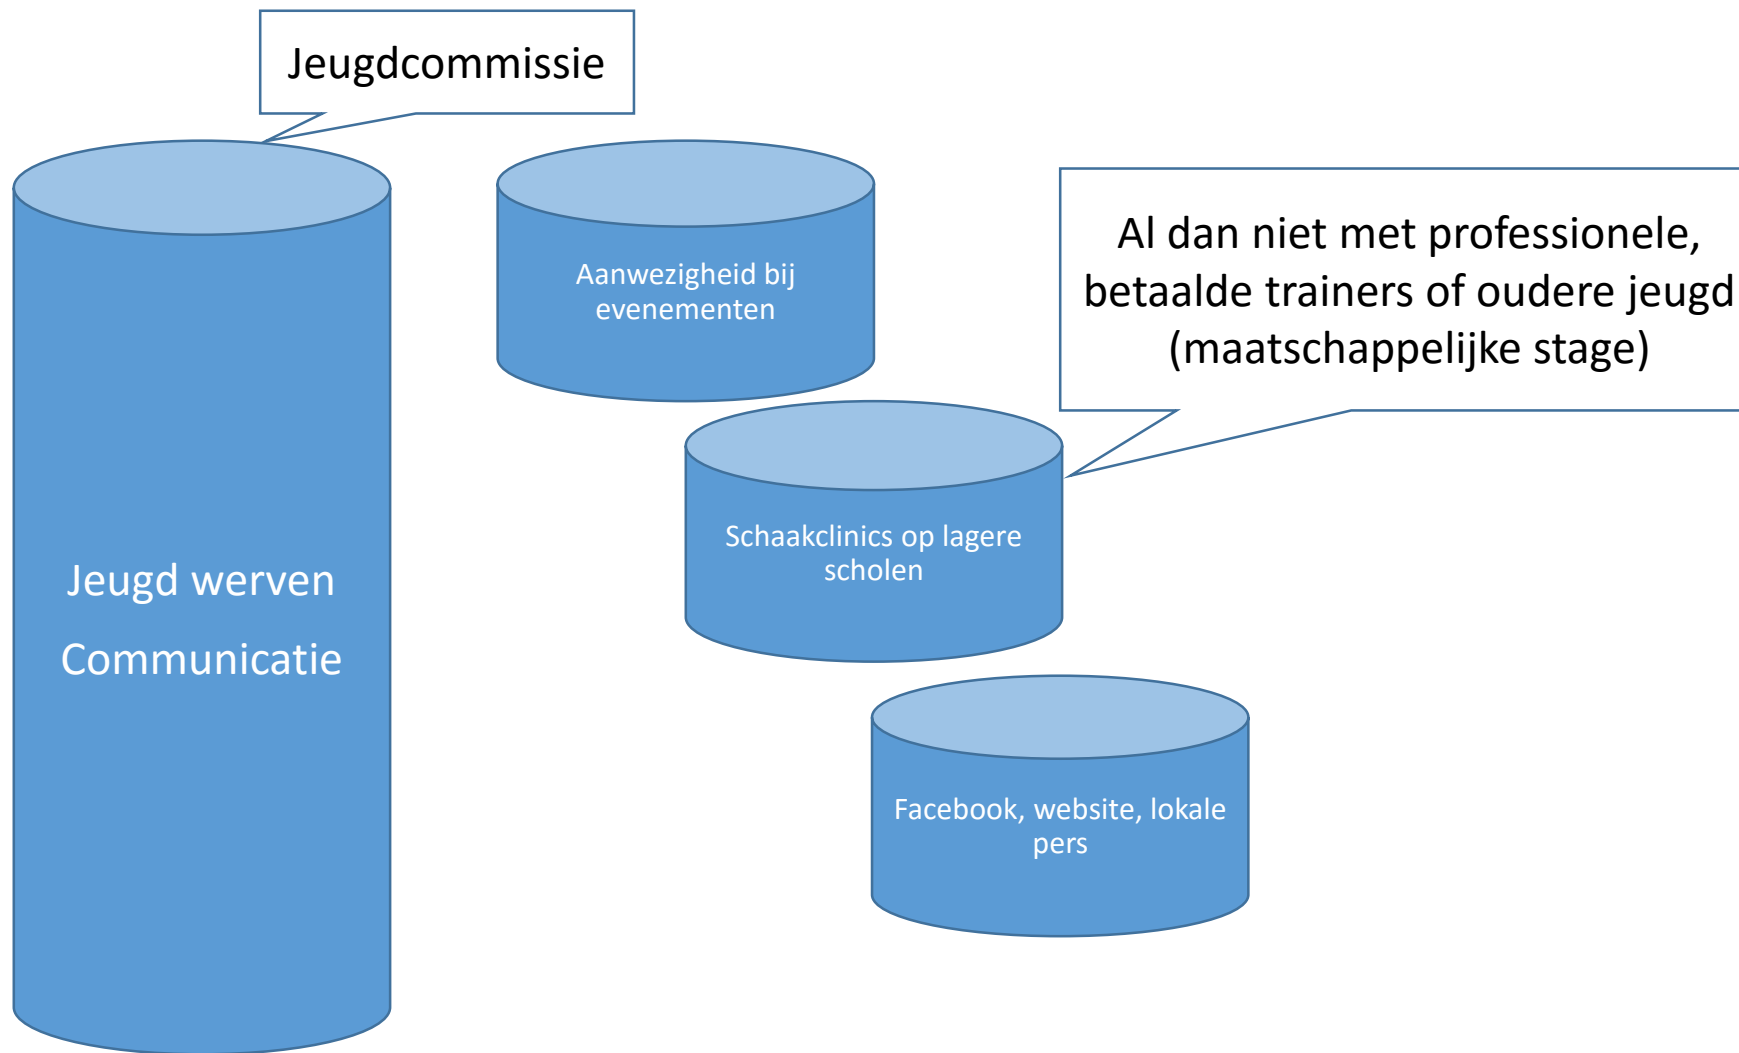 Jeugdcommissie
Jeugd werven
Communicatie
Aanwezigheid bij
evenementen
Al dan niet met professionele,
betaalde trainers of oudere jeugd
(maatschappelijke stage)
Schaakclinics op lagere
scholen
Facebook, website, lokale
pers